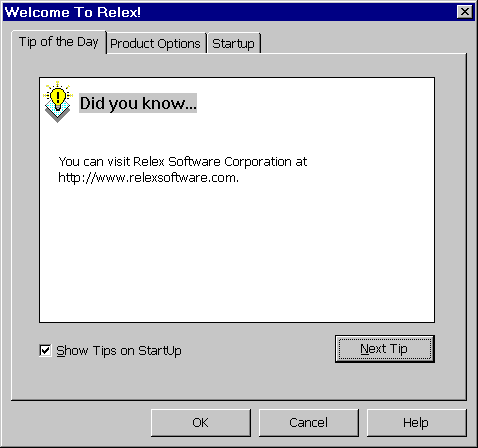 Welcome To Relex!
Tip of the Day Product Options Startup
Did you know...
You can visit Relex Software Corporation at
http://www.relexsoftware.com.
Show Tips on StartUp
Next Tip
OK Cancel Help